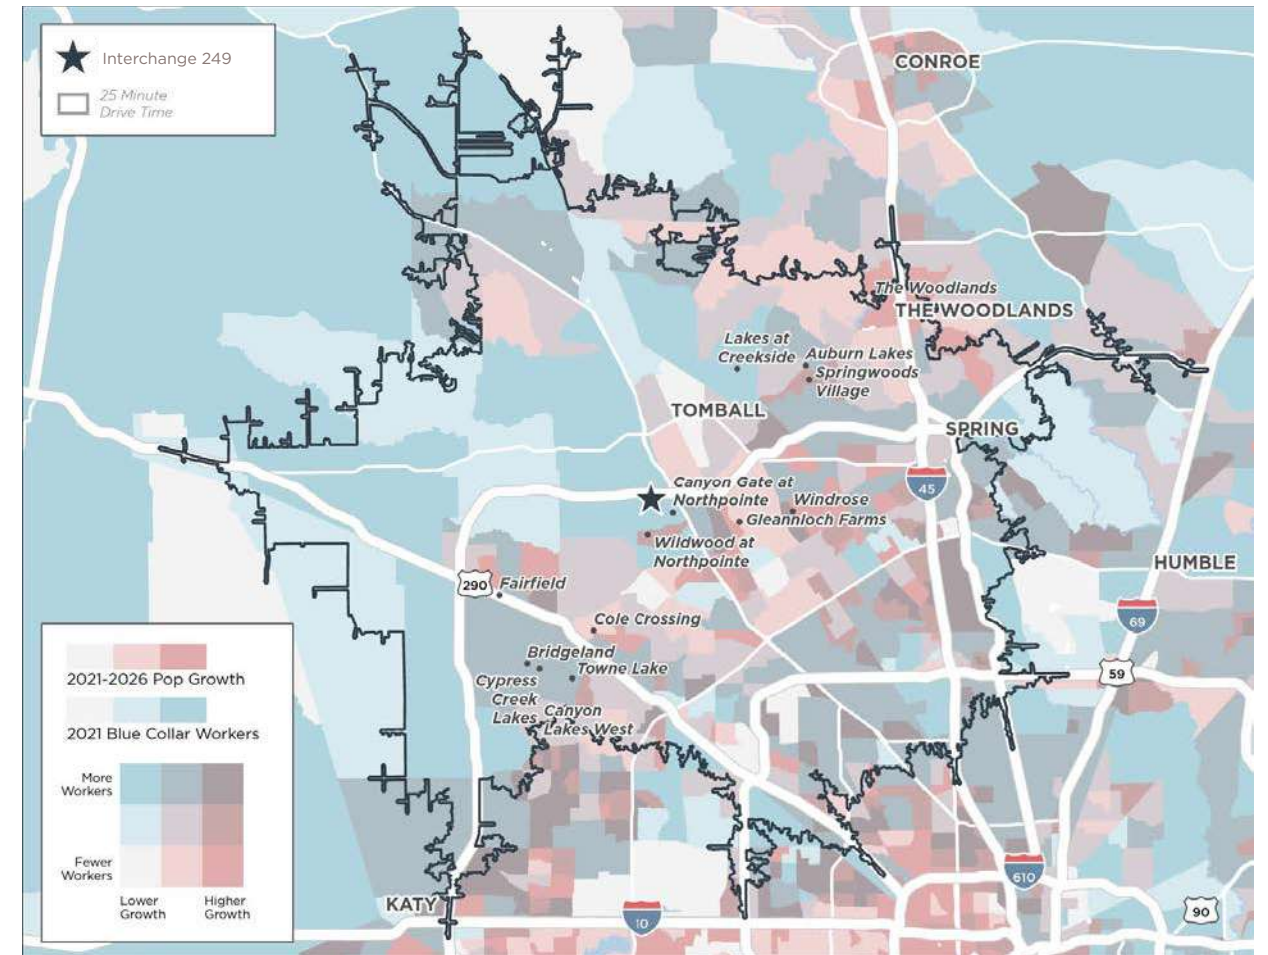 Interchange 249
25 Minute
Drive Time
CONROE
The Woodlands
THE WOODLANDS
Lakes at
Creekside
Auburn Lakes
Springwoods
Village
TOMBALL
SPRING
45
Canyon Gate at
Northpointe
Windrose
Gleannloch Farms
Wildwood at
Northpointe
HUMBLE
290
Fairfield
69
Cole Crossing
Bridgeland
Towne Lake
59
Cypress
Creek
Lakes
Canyon
Lakes West
2021-2026 Pop Growth
2021 Blue Collar Workers
More
Workers
Fewer
Workers
Lower
Growth
Higher
Growth
KATY
10
610
90